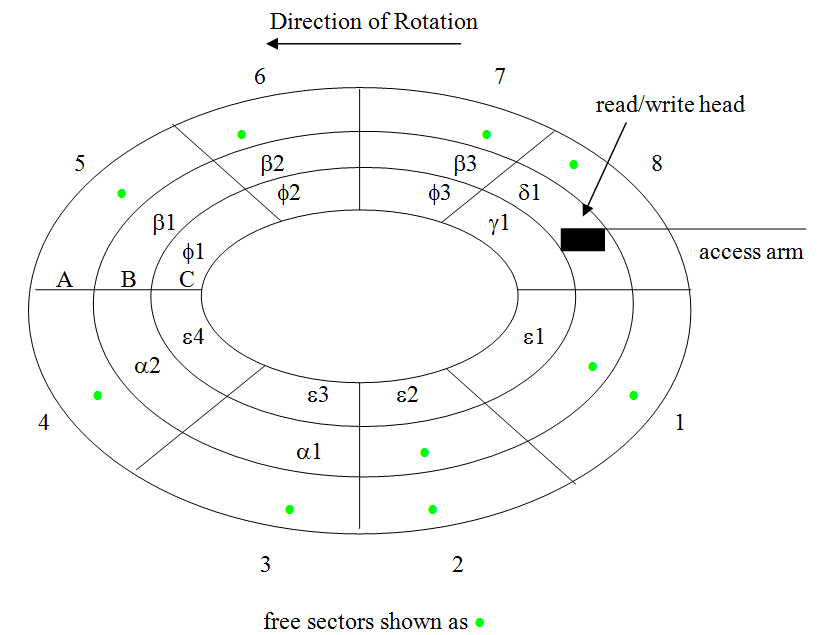 Direction of Rotation
6
7
read/write head
5
8
β2
β3
ϕ2
ϕ3
δ1
β1
γ1
ϕ1
access arm
A
B
C
ε4
ε1
α2
ε3
ε2
4
1
α1
3
2
free sectors shown as